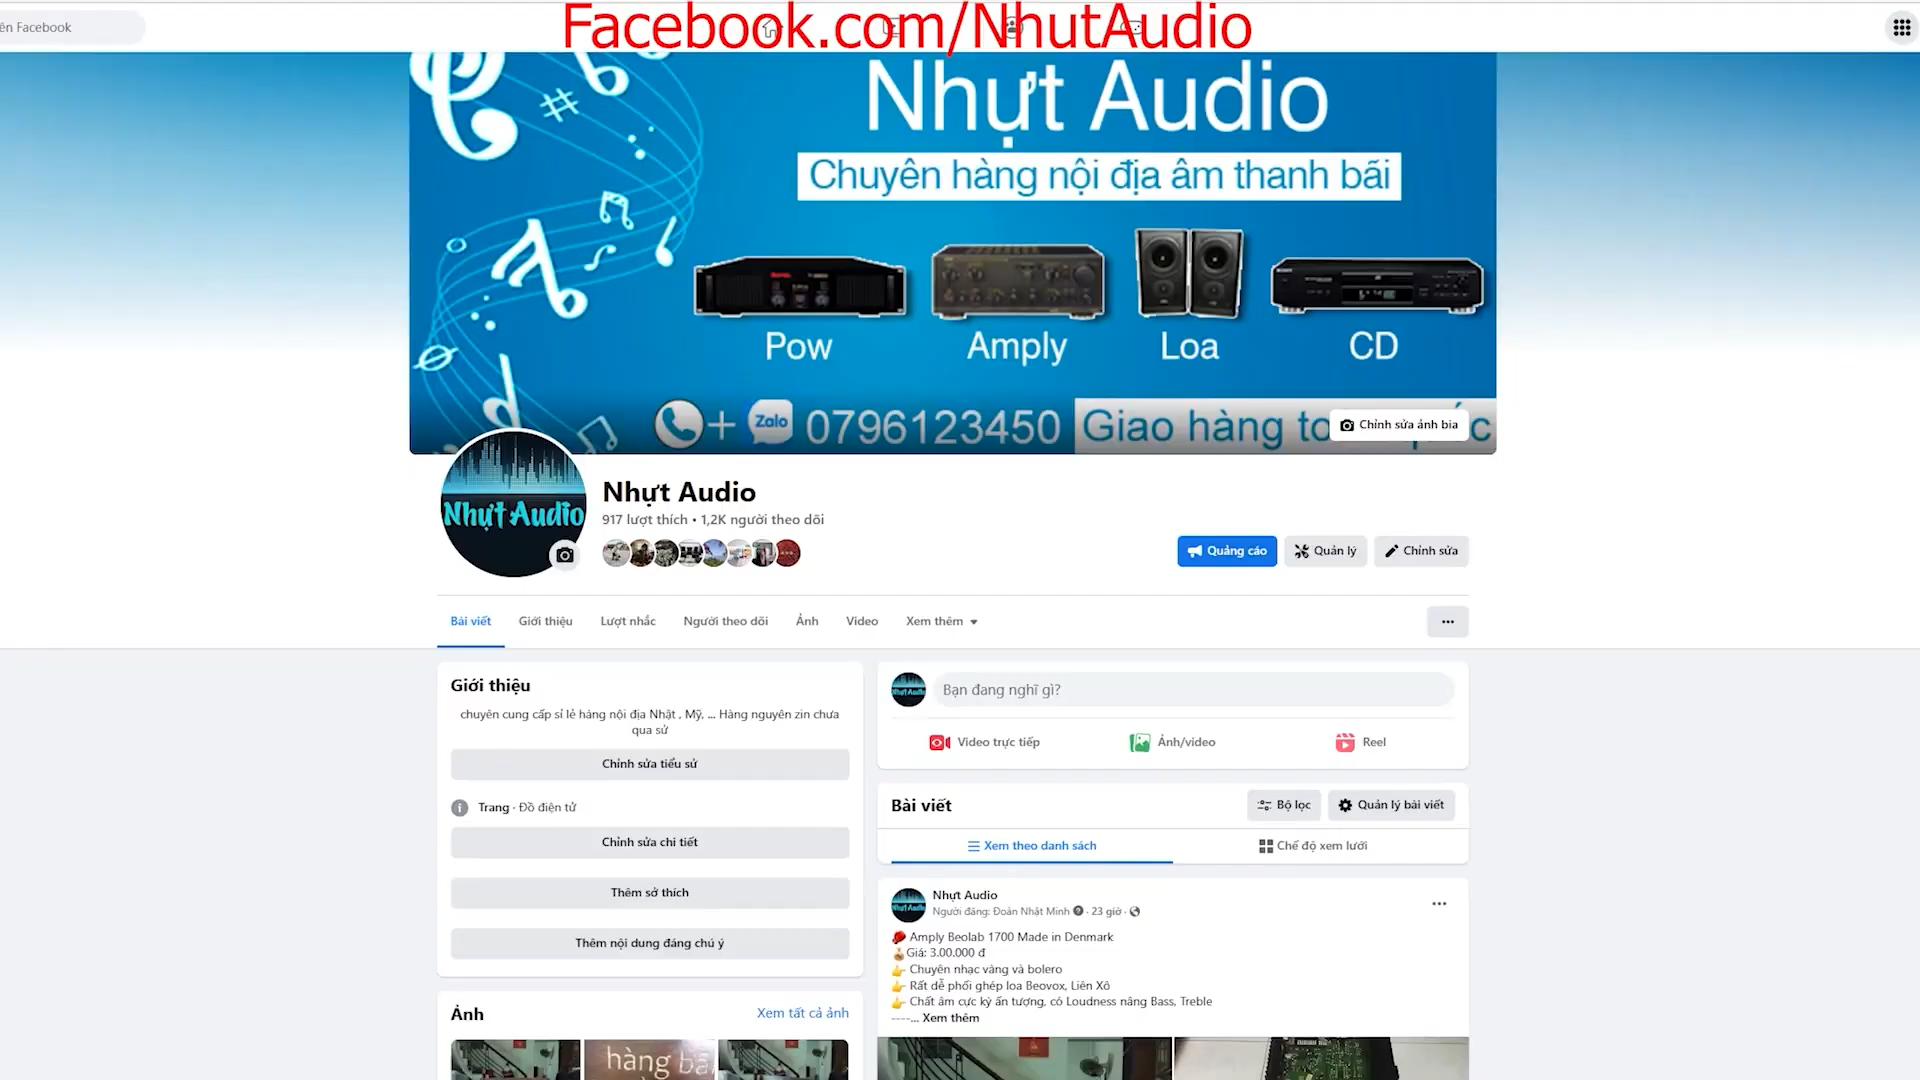 ên Facebook
Facebook.com/NhutAudio
Nhựt Audio
Chuyên hàng nội địa âm thanh bãi
Pow
Amply
Loa
CD
+ Zalo 0796123450
Giao hàng
Chỉnh sửa ảnh bìa
Nhựt Audio
Nhựt Audio
917 lượt thích • 1,2K người theo dõi
Quảng cáo
Quản lý
Chỉnh sửa
Bài viết
Giới thiệu
Lượt nhắc
Người theo dõi
Ảnh
Video
Xem thêm
Giới thiệu
chuyên cung cấp sỉ lẻ hàng nội địa Nhật , Mỹ, ... Hàng nguyên zin chưa
qua sử
Chỉnh sửa tiểu sử
Trang · Đồ điện tử
Chỉnh sửa chi tiết
Thêm sở thích
Thêm nội dung đáng chú ý
Ảnh
Xem tất cả ảnh
hàng bã
Bạn đang nghĩ gì?
Video trực tiếp
Ảnh/video
Reel
Bài viết
Bộ lọc
Quản lý bài viết
Xem theo danh sách
Chế độ xem lưới
Nhựt Audio
Người đăng: Đoàn Nhật Minh · 23 giờ ·
Amply Beolab 1700 Made in Denmark
Giá: 3.00.000 đ
Chuyên nhạc vàng và bolero
Rất dễ phối ghép loa Beovox, Liên Xô
Chất âm cực kỳ ấn tượng, có Loudness nâng Bass, Treble
----... Xem thêm